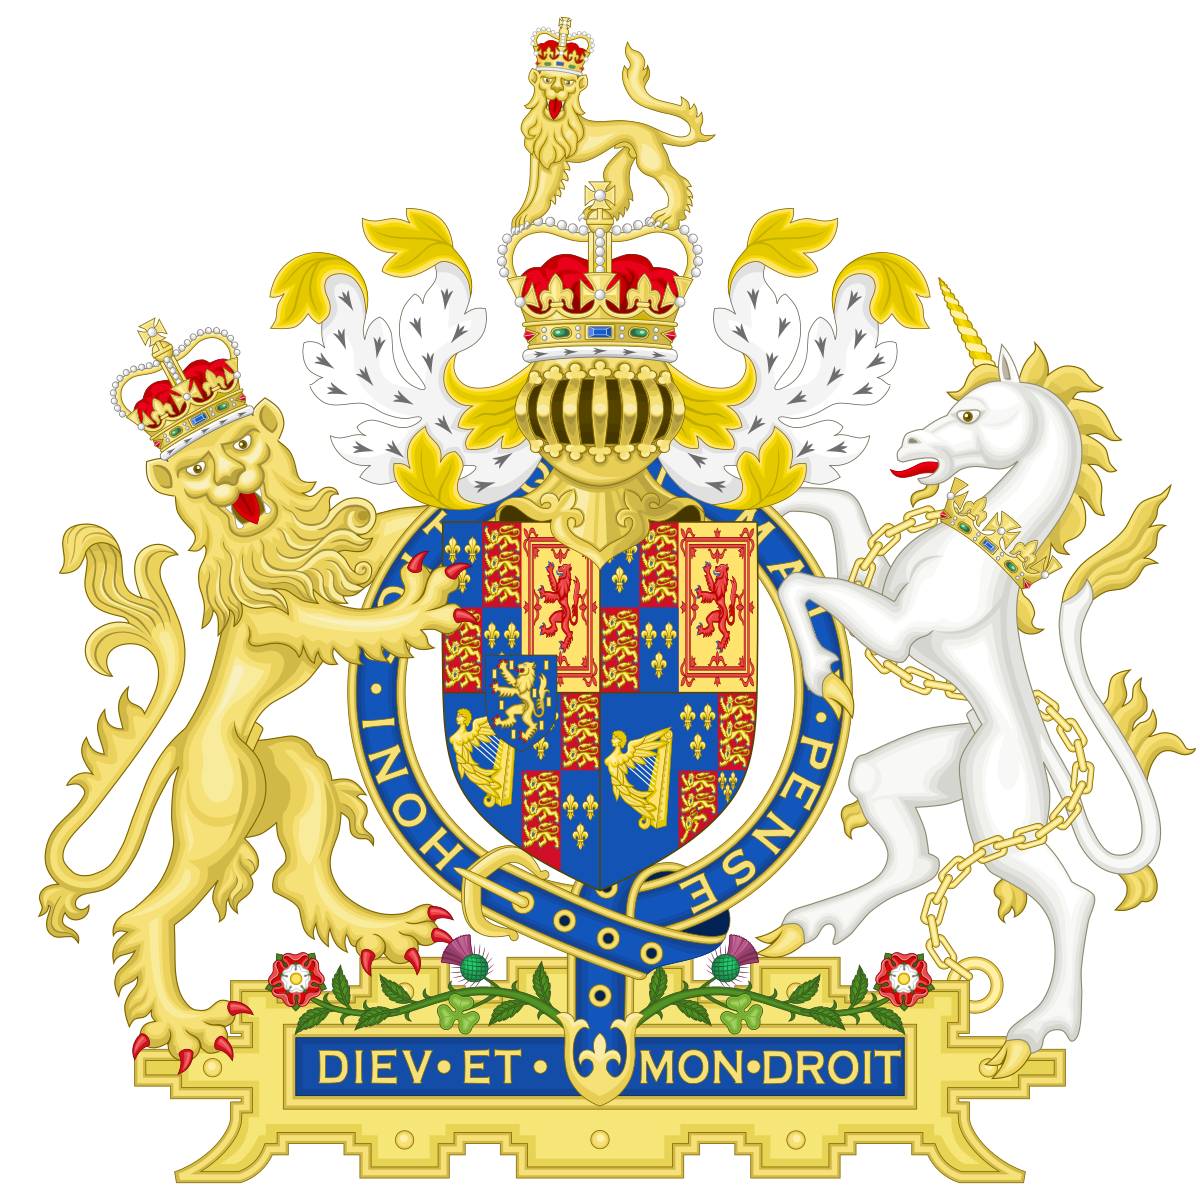 HONI · · PENSE
DIEV · ET · MON · DROIT